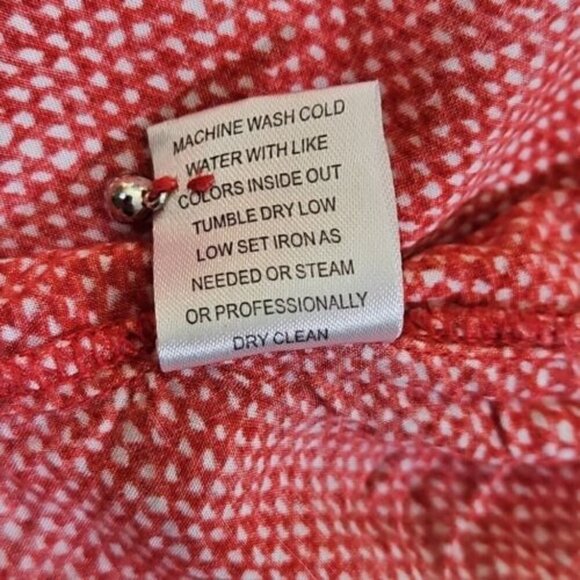 MACHINE WASH COLD
WATER WITH LIKE
COLORS INSIDE OUT
TUMBLE DRY LOW
LOW SET IRON AS
NEEDED OR STEAM
OR PROFESSIONALLY
DRY CLEAN